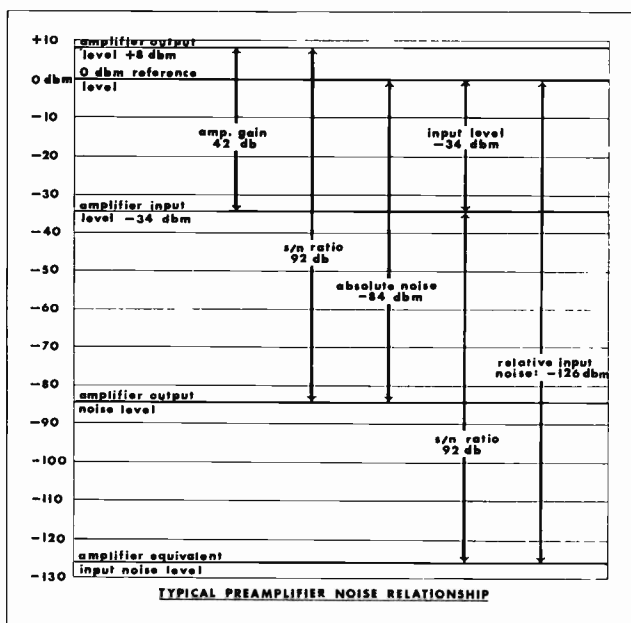 +10
amplifier output
level +8 dbm
0 dbm reference
0 dbm
level
-10
amp. gain
42 db
input level
-34 dbm
-20
-30
amplifier input
level -34 dbm
-40
s/n ratio
92 db
-50
absolute noise
-84 dbm
-60
-70
relative input
noise: -126 dbm
-80
amplifier output
noise level
-90
s/n ratio
92 db
-100
-110
-120
amplifier equivalent
input noise level
-130
TYPICAL PREAMPLIFIER NOISE RELATIONSHIP